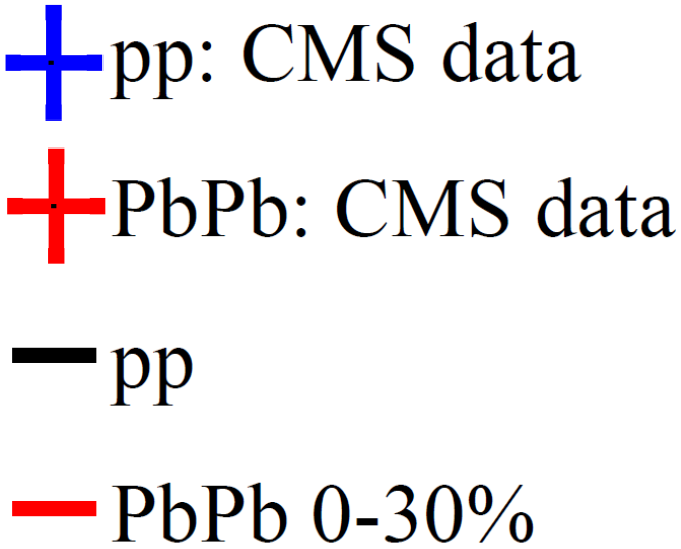 pp: CMS data
PbPb: CMS data
pp
PbPb 0-30%